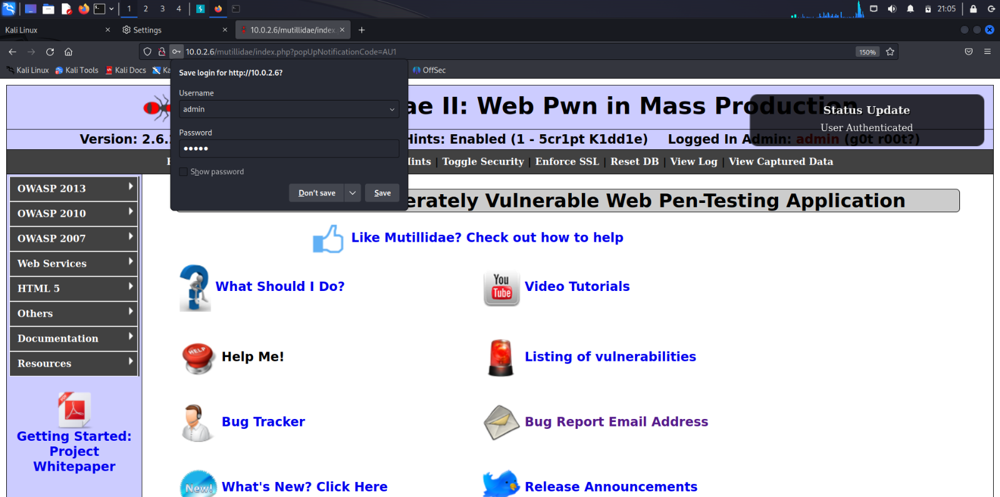 1 2 3 4 21:05
Kali Linux Settings 10.0.2.6/mutillidae/index.
10.0.2.6/mutillidae/index.php?popUpNotificationCode=AU1 150%
Kali Linux Kali Tools Kali Docs Ka OffSec
Save login for http://10.0.2.6?
Username
admin
Password
•••••
Show password
Don't save Save
ae II: Web Pwn in Mass Production
Status Update
User Authenticated
Version: 2.6. Hints: Enabled (1 - 5cr1pt K1dd1e) Logged In Admin: admin (g0t r00t?)
Hints | Toggle Security | Enforce SSL | Reset DB | View Log | View Captured Data
OWASP 2013
OWASP 2010
OWASP 2007
Web Services
HTML 5
Others
Documentation
Resources
PDF
Getting Started:
Project
Whitepaper
erately Vulnerable Web Pen-Testing Application
Like Mutillidae? Check out how to help
What Should I Do?
You
Tube
Video Tutorials
HELP
Help Me!
Listing of vulnerabilities
Bug Tracker
Bug Report Email Address
New!
What's New? Click Here
Release Announcements